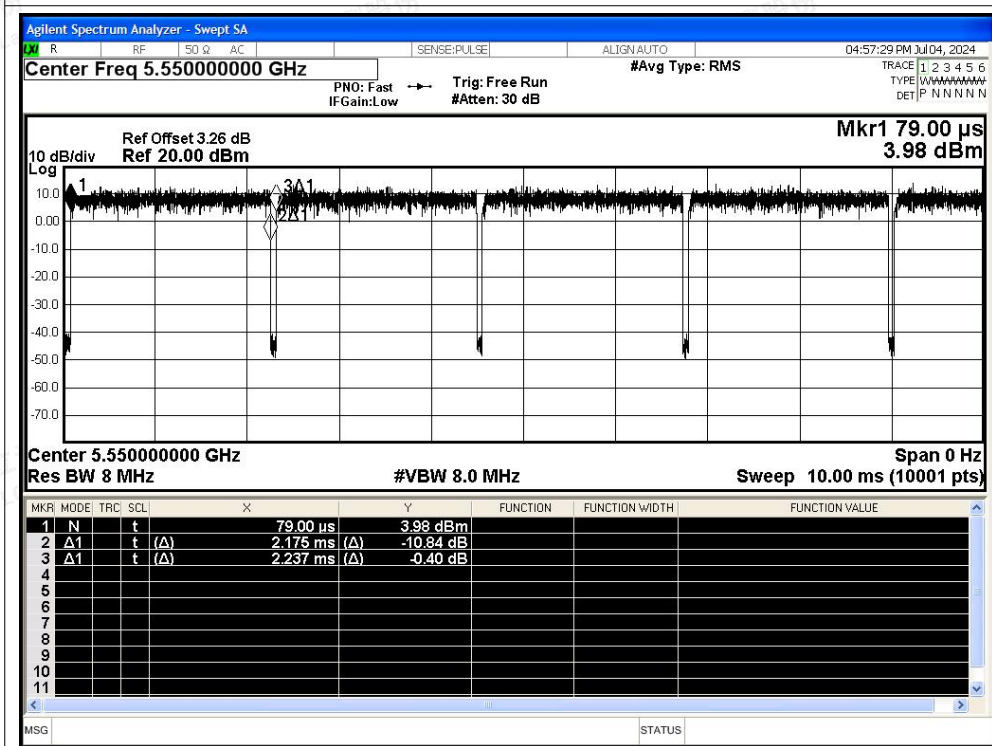 Agilent Spectrum Analyzer - Swept SA
LXI R RF 50 Ω AC SENSE:PULSE ALIGN AUTO 04:57:29 PM Jul 04, 2024
Center Freq 5.550000000 GHz #Avg Type: RMS TRACE 1 2 3 4 5 6
PNO: Fast Trig: Free Run TYPE WWWWWW
IFGain:Low #Atten: 30 dB DET P N N N N N
Mkr1 79.00 µs
Ref Offset 3.26 dB
10 dB/div Ref 20.00 dBm 3.98 dBm
Log
10.0
0.00
-10.0
-20.0
-30.0
-40.0
-50.0
-60.0
-70.0
1
3Δ1
2Δ1
Center 5.550000000 GHz Span 0 Hz
Res BW 8 MHz #VBW 8.0 MHz Sweep 10.00 ms (10001 pts)
MKR MODE TRC SCL X Y FUNCTION FUNCTION WIDTH FUNCTION VALUE
1 N t 79.00 µs 3.98 dBm
2 Δ1 t (Δ) 2.175 ms (Δ) -10.84 dB
3 Δ1 t (Δ) 2.237 ms (Δ) -0.40 dB
4
5
6
7
8
9
10
11
MSG STATUS